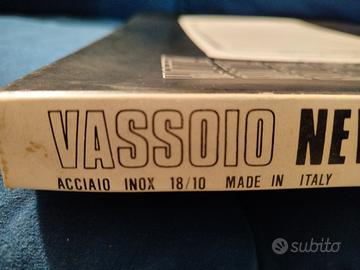 VASSOIO NE
ACCIAIO INOX 18/10 MADE IN ITALY
subito